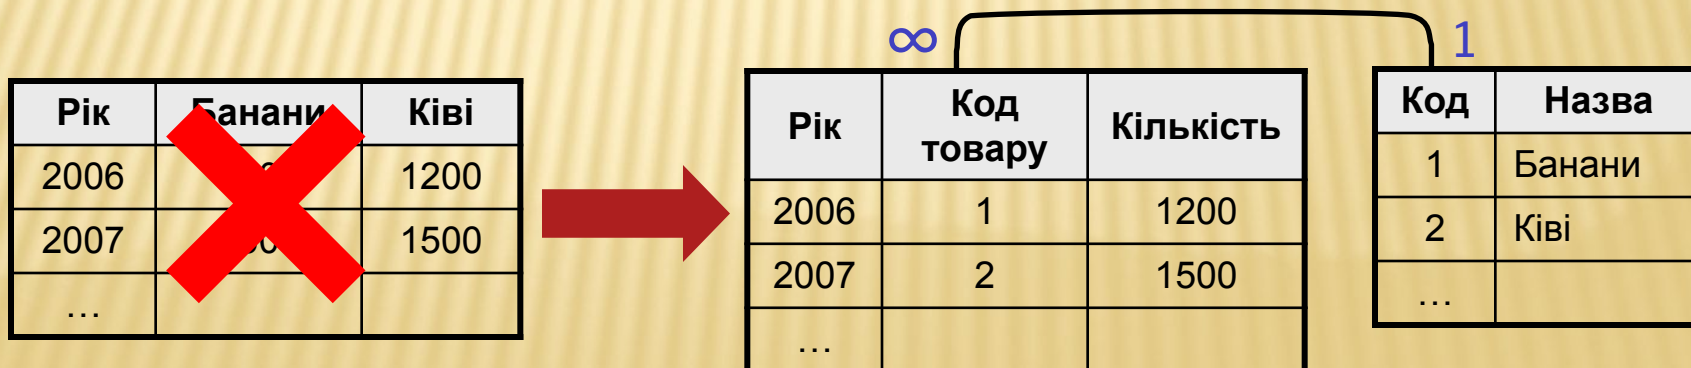 ∞ 1
Рік Банани Ківі
2006 1200
2007 1500
…
Рік Код товару Кількість
2006 1 1200
2007 2 1500
…
Код Назва
1 Банани
2 Ківі
…